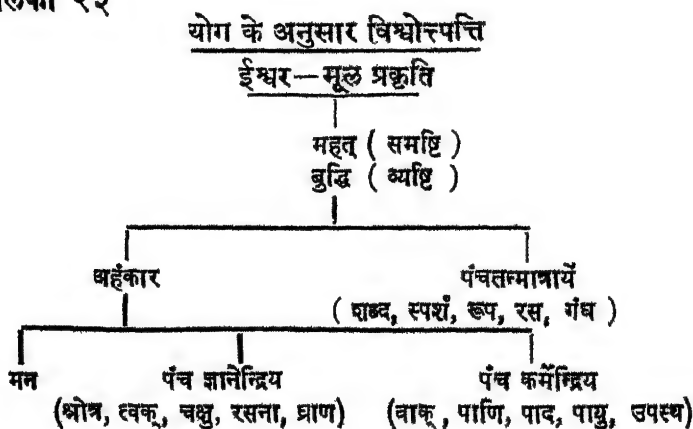 २३
योग के अनुसार विश्वोत्त्पत्ति
ईश्वर—मूल प्रकृति
महत् ( समष्टि )
बुद्धि ( व्यष्टि )
अहंकार पंचतन्मात्रायें
( शब्द, स्पर्श, रूप, रस, गंध )
मन पंच ज्ञानेन्द्रिय पंच कर्मेन्द्रिय
(श्रोत्र, त्वक्, चक्षु, रसना, घ्राण) (वाक्, पाणि, पाद, पायु, उपस्थ)